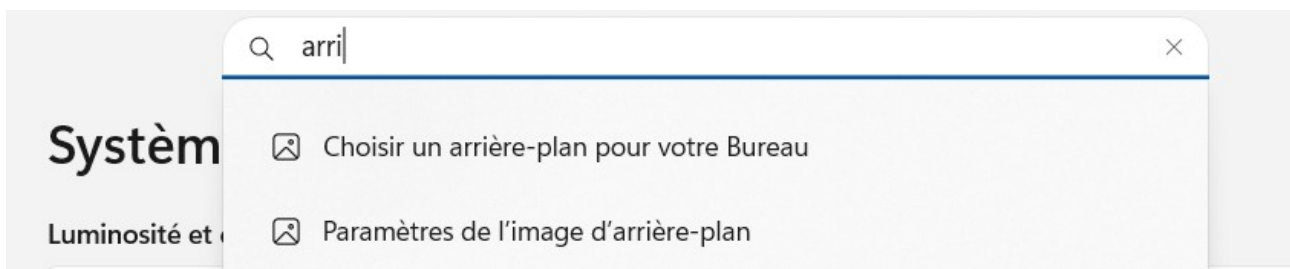 arri
Systèm
Choisir un arrière-plan pour votre Bureau
Luminosité et
Paramètres de l'image d'arrière-plan